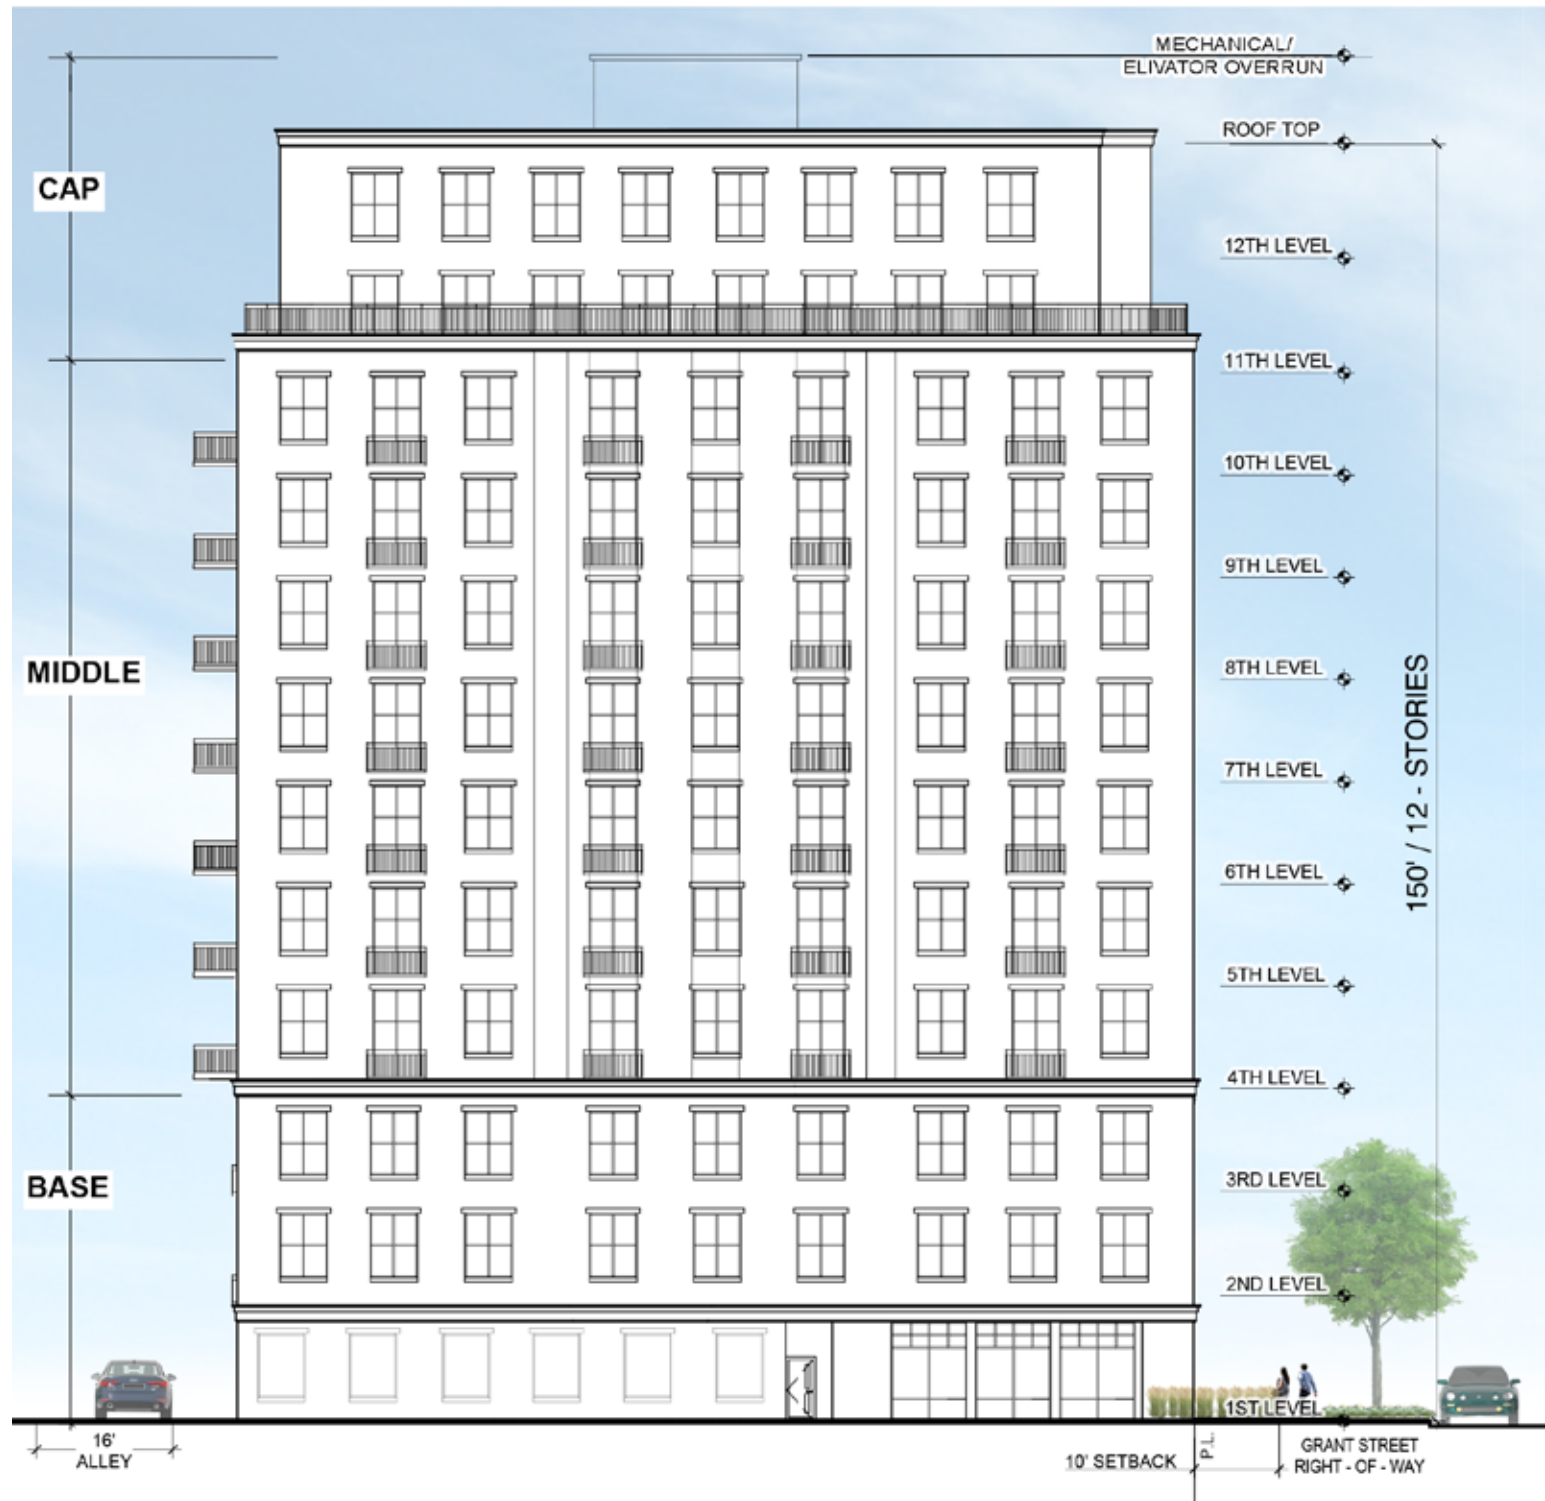 MECHANICAL/
ELIVATOR OVERRUN
ROOF TOP
CAP
12TH LEVEL
11TH LEVEL
10TH LEVEL
9TH LEVEL
8TH LEVEL
MIDDLE
150' / 12 - STORIES
7TH LEVEL
6TH LEVEL
5TH LEVEL
4TH LEVEL
3RD LEVEL
BASE
2ND LEVEL
1ST LEVEL
16'
ALLEY
10' SETBACK
P.L.
GRANT STREET
RIGHT - OF - WAY